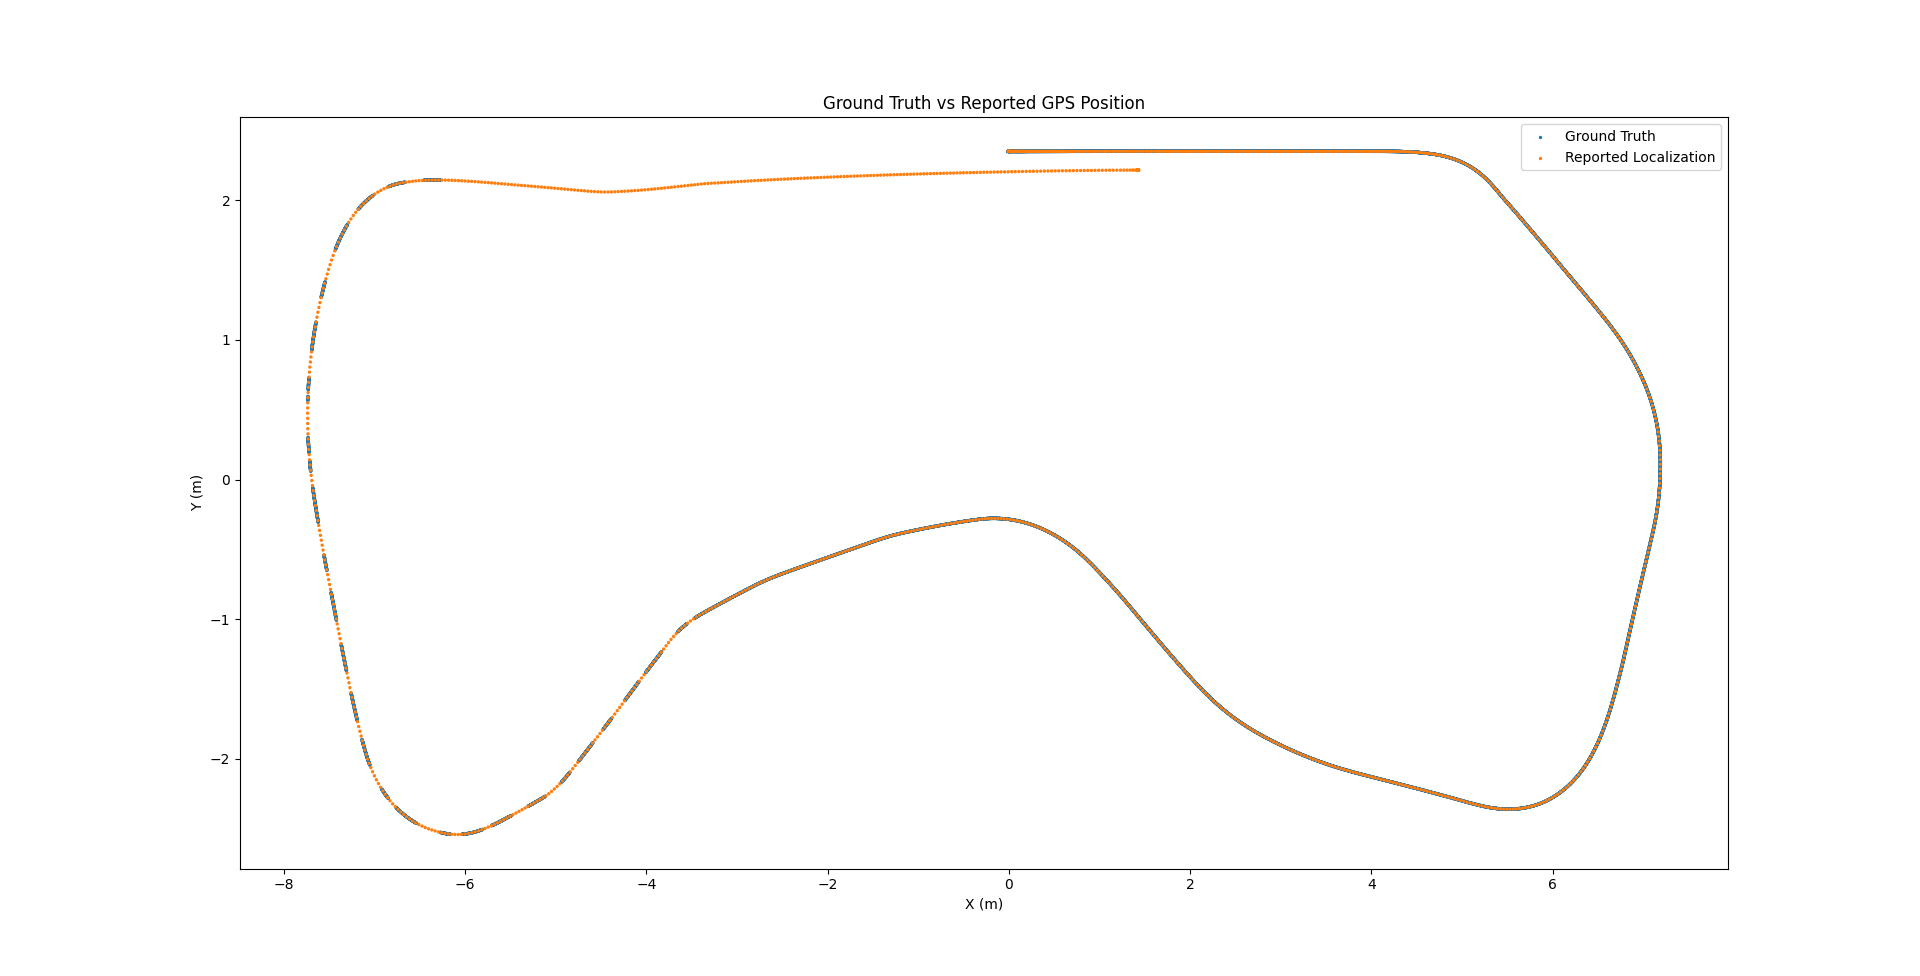 Ground Truth vs Reported GPS Position
Ground Truth
Reported Localization
2
1
0
−1
−2
Y (m)
−8
−6
−4
−2
0
2
4
6
X (m)